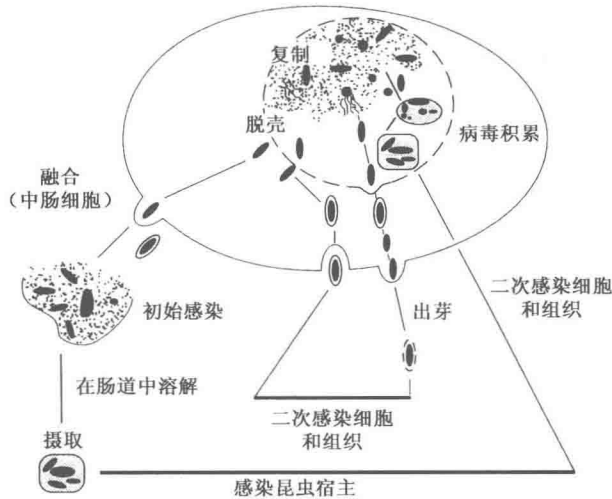 复制
脱壳
病毒积累
融合
（中肠细胞）
初始感染
二次感染细胞
和组织
出芽
在肠道中溶解
二次感染细胞
和组织
摄取
感染昆虫宿主